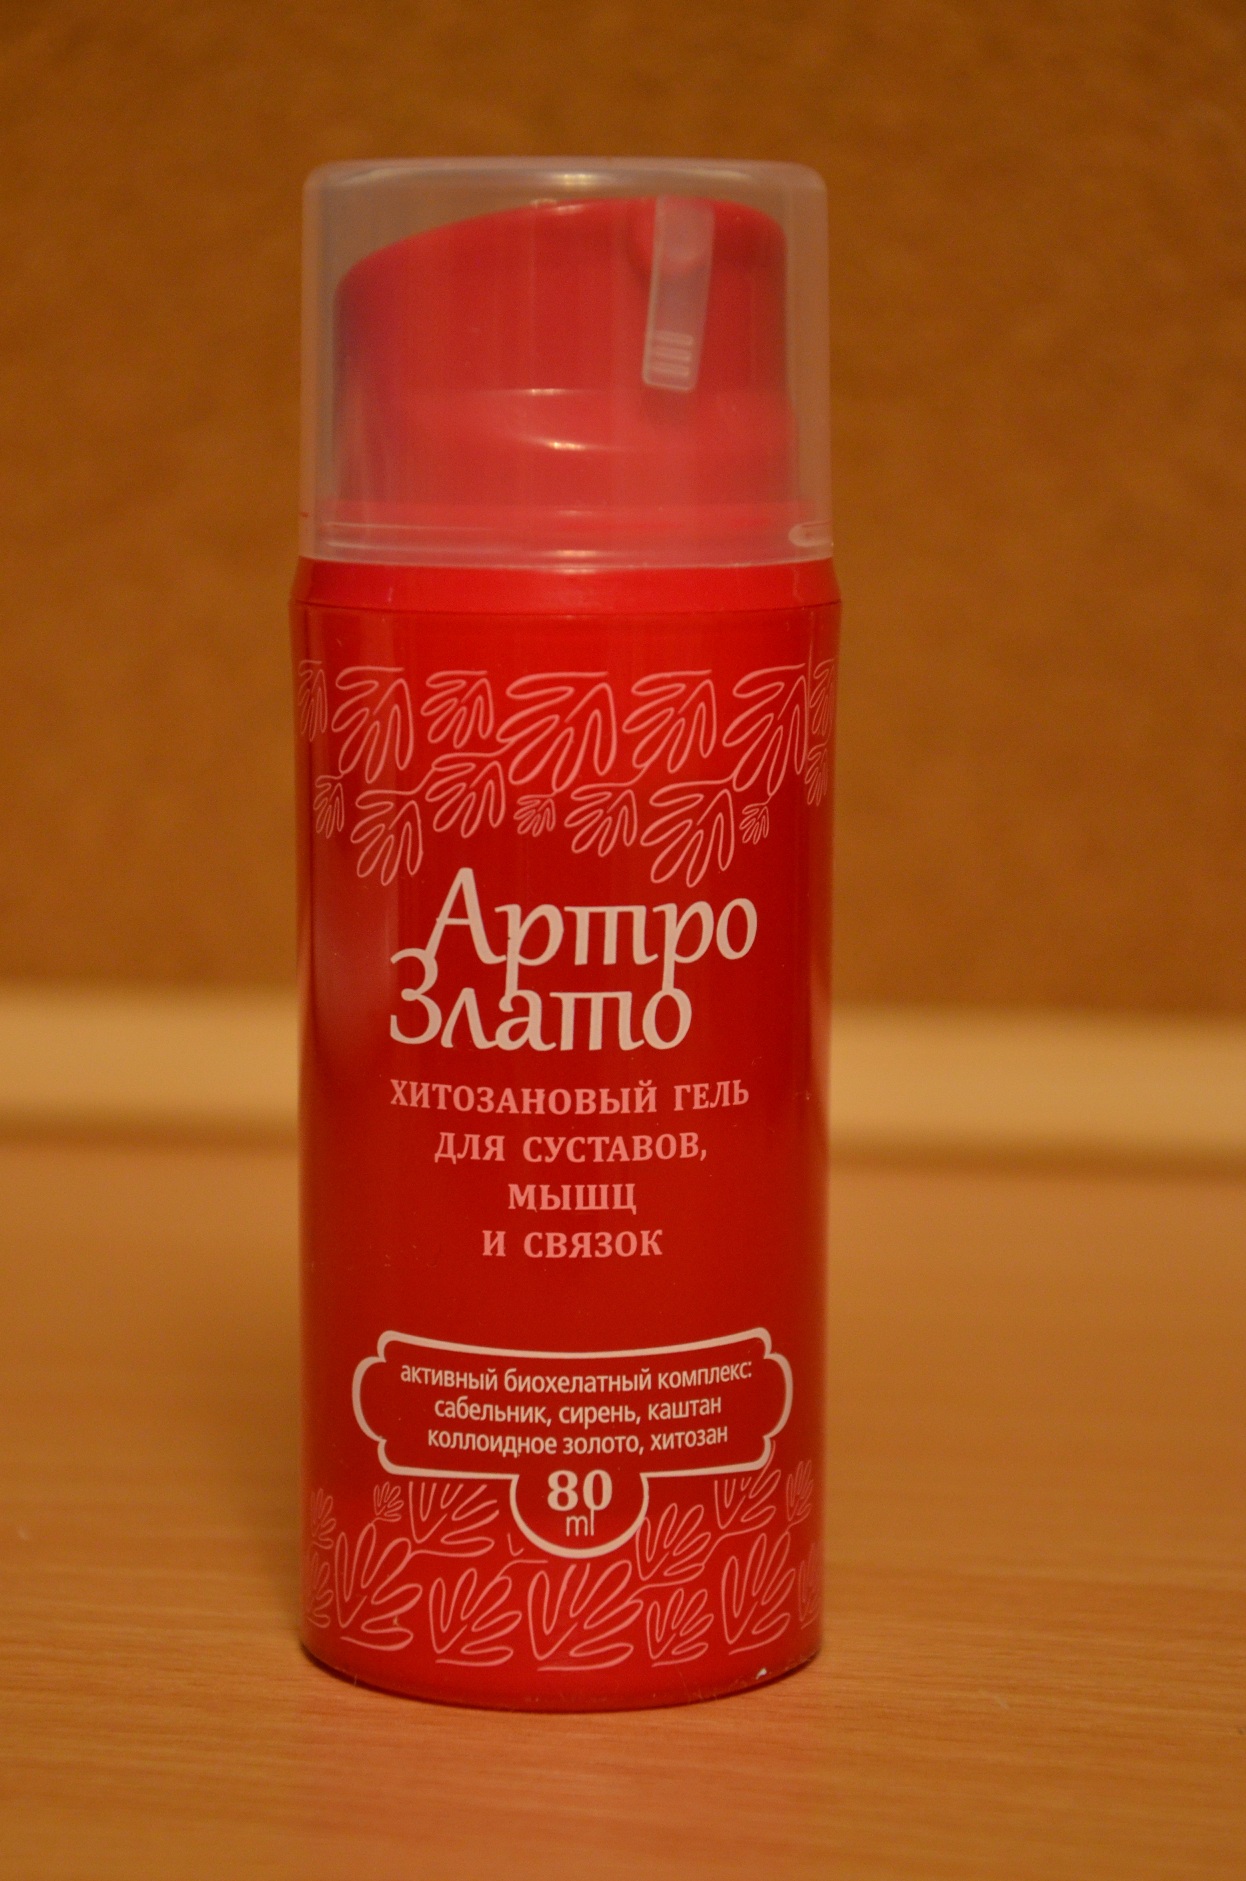 Артро
Злато
ХИТОЗАНОВЫЙ ГЕЛЬ
ДЛЯ СУСТАВОВ,
МЫШЦ
И СВЯЗОК
активный биохелатный комплекс:
сабельник, сирень, каштан
коллоидное золото, хитозан
80
ml